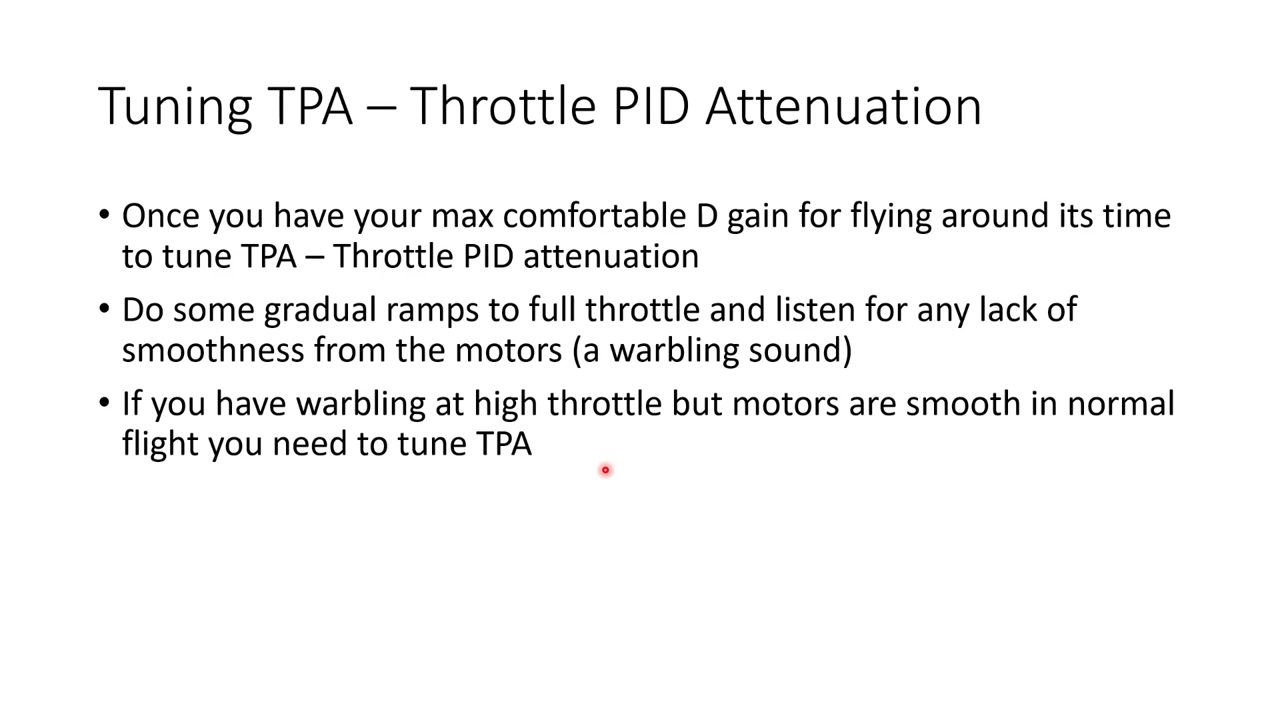 Tuning TPA – Throttle PID Attenuation
• Once you have your max comfortable D gain for flying around its time
to tune TPA – Throttle PID attenuation
• Do some gradual ramps to full throttle and listen for any lack of
smoothness from the motors (a warbling sound)
• If you have warbling at high throttle but motors are smooth in normal
flight you need to tune TPA